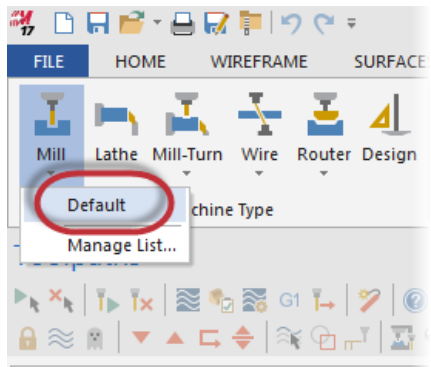 17
FILE HOME WIREFRAME SURFACE
Mill Lathe Mill-Turn Wire Router Design
Default
chine Type
Manage List...
G1